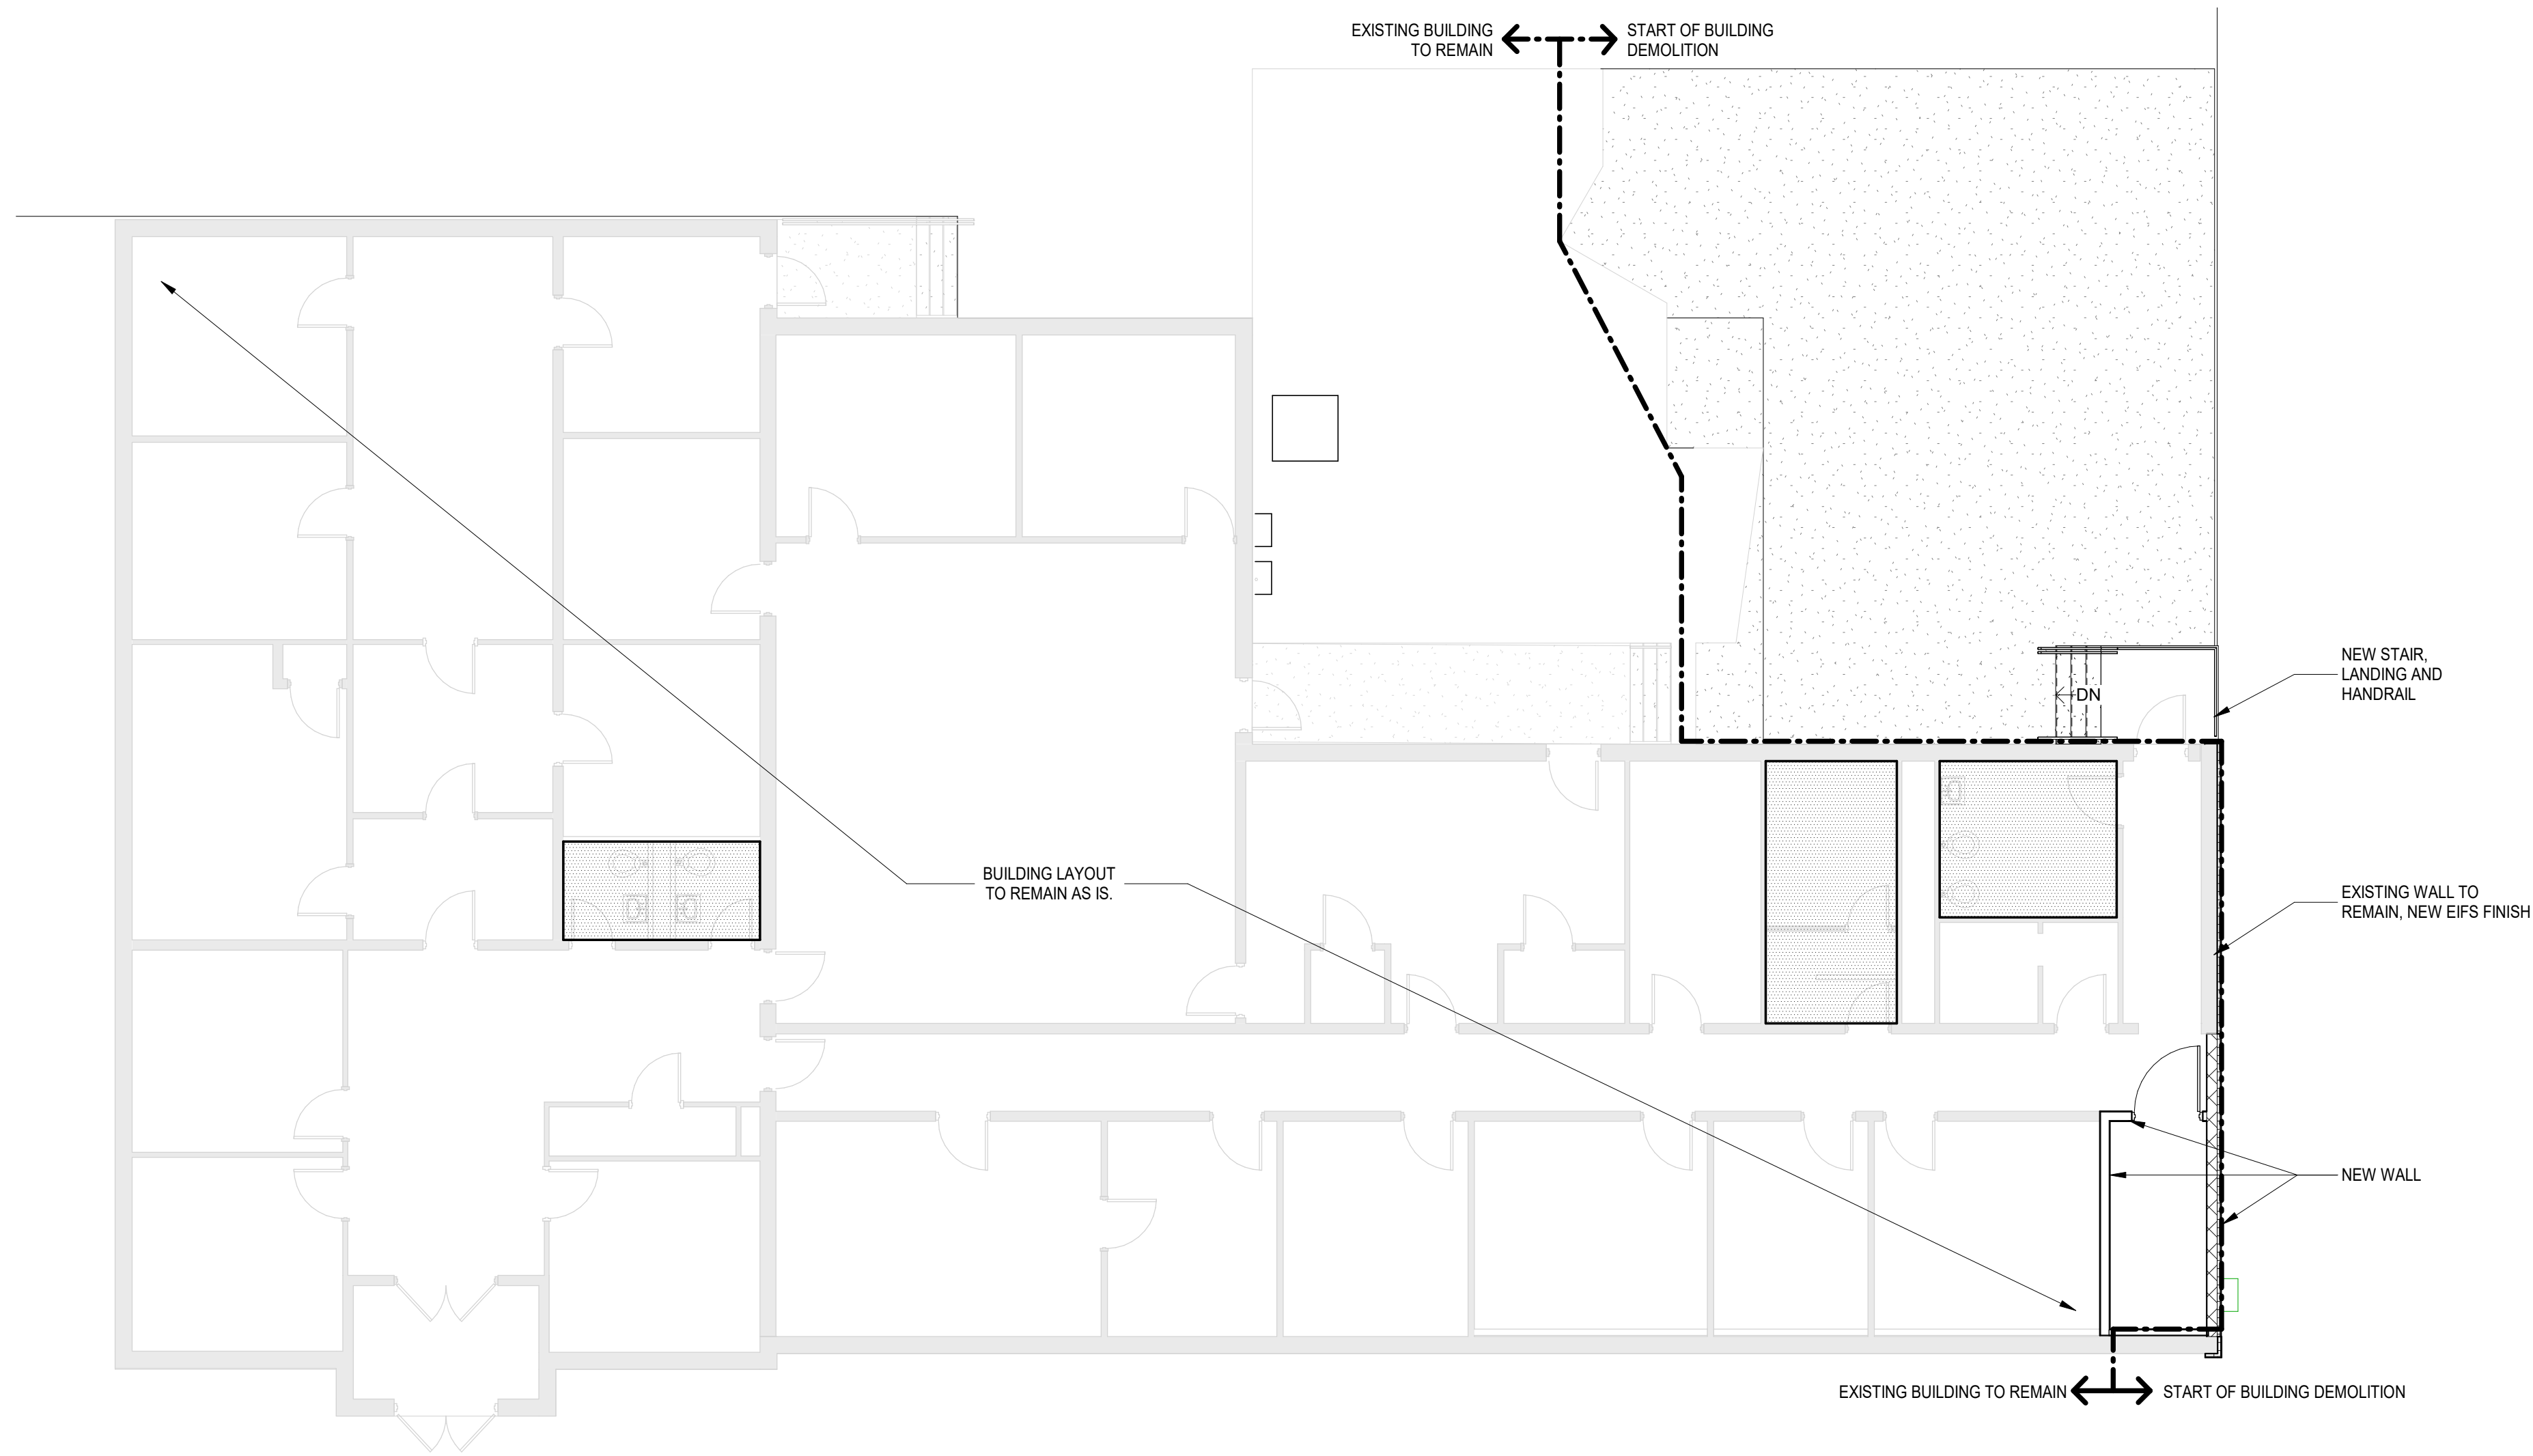 EXISTING BUILDING
TO REMAIN
START OF BUILDING
DEMOLITION
NEW STAIR,
LANDING AND
HANDRAIL
DN
BUILDING LAYOUT
TO REMAIN AS IS.
EXISTING WALL TO
REMAIN, NEW EIFS FINISH
NEW WALL
EXISTING BUILDING TO REMAIN
START OF BUILDING DEMOLITION